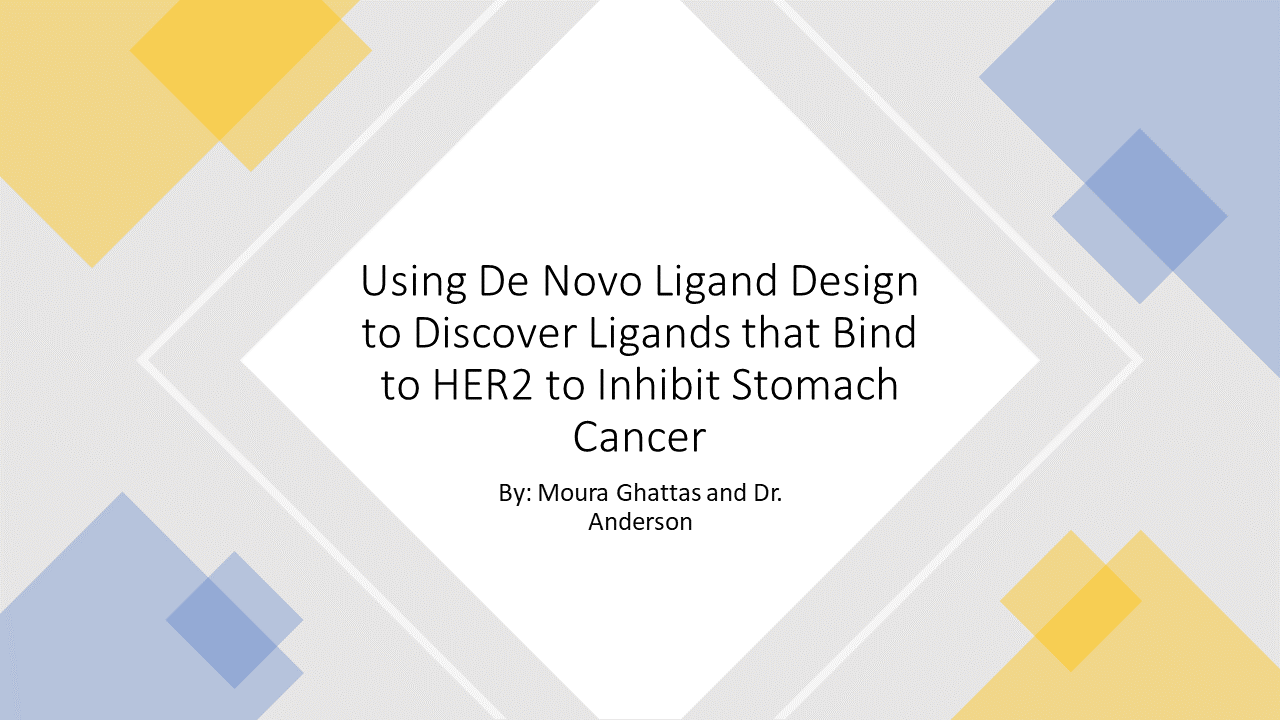 Using De Novo Ligand Design
to Discover Ligands that Bind
to HER2 to Inhibit Stomach
Cancer
By: Moura Ghattas and Dr.
Anderson